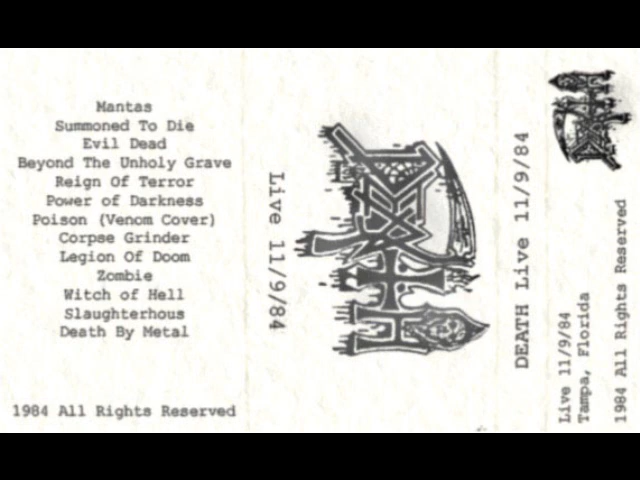 Mantas
Summoned To Die
Evil Dead
Beyond The Unholy Grave
Reign Of Terror
Power of Darkness
Poison (Venom Cover)
Corpse Grinder
Legion Of Doom
Zombie
Witch of Hell
Slaughterhous
Death By Metal
1984 All Rights Reserved
Live 11/9/84
DEATH
DEATH Live 11/9/84
DEATH
Live 11/9/84
Tampa, Florida
1984 All Rights Reserved